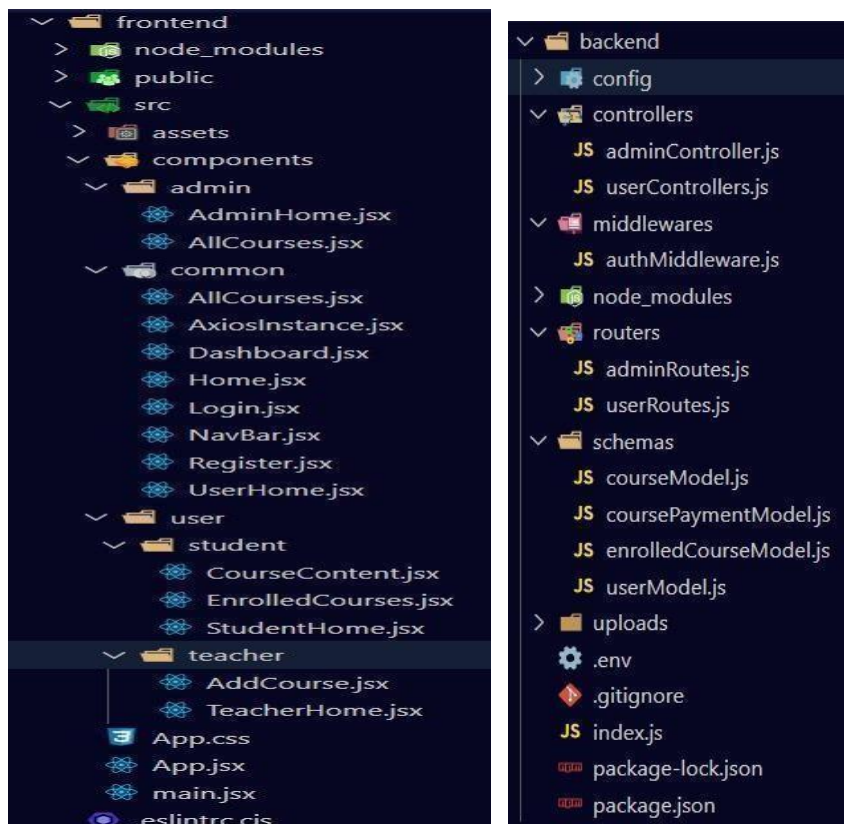 frontend
node_modules
public
src
assets
components
admin
AdminHome.jsx
AllCourses.jsx
common
AllCourses.jsx
AxiosInstance.jsx
Dashboard.jsx
Home.jsx
Login.jsx
NavBar.jsx
Register.jsx
UserHome.jsx
user
student
CourseContent.jsx
EnrolledCourses.jsx
StudentHome.jsx
teacher
AddCourse.jsx
TeacherHome.jsx
App.css
App.jsx
main.jsx
eslintrc.cjs
backend
config
controllers
JS adminController.js
JS userControllers.js
middlewares
JS authMiddleware.js
node_modules
routers
JS adminRoutes.js
JS userRoutes.js
schemas
JS courseModel.js
JS coursePaymentModel.js
JS enrolledCourseModel.js
JS userModel.js
uploads
.env
.gitignore
JS index.js
package-lock.json
package.json